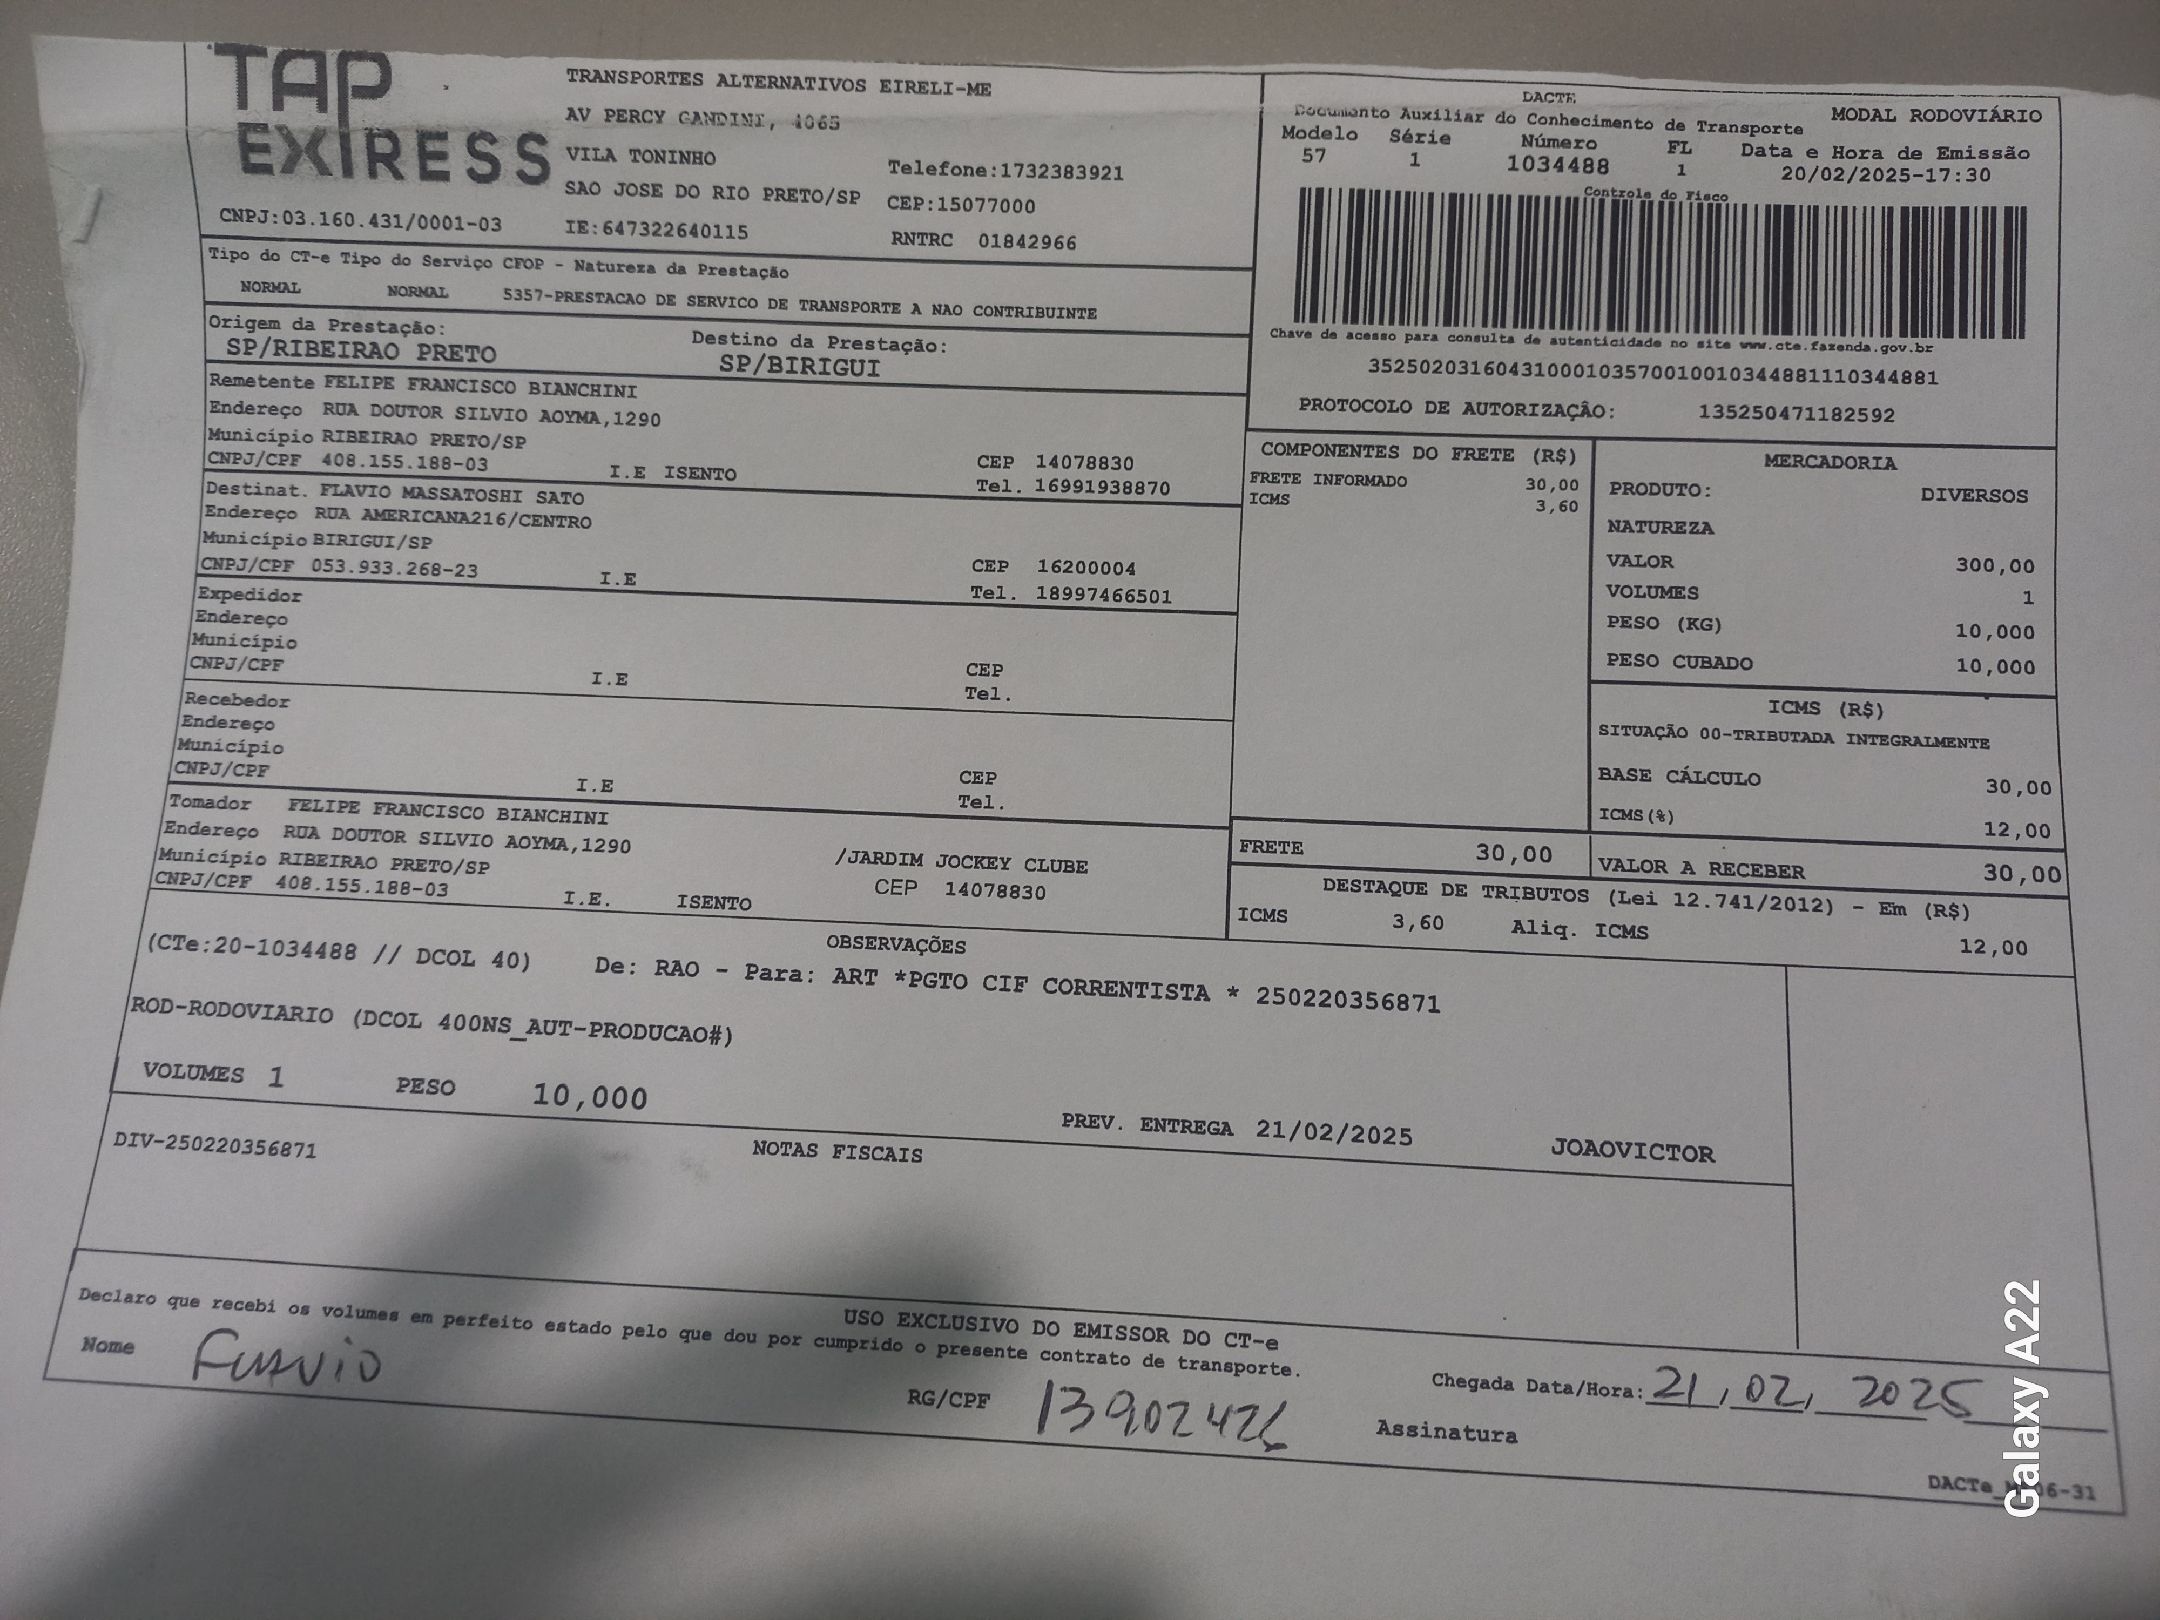 TAP
EXIRESS
TRANSPORTES ALTERNATIVOS EIRELI-ME
AV PERCY GANDINI, 4065
VILA TONINHO
Telefone:1732383921
SAO JOSE DO RIO PRETO/SP CEP:15077000
CNPJ:03.160.431/0001-03 IE:647322640115 RNTRC 01842966
DACTE MODAL RODOVIÁRIO
Documento Auxiliar do Conhecimento de Transporte
Modelo Série Número FL Data e Hora de Emissão
57 1 1034488 1 20/02/2025-17:30
Controle do Fisco
Chave de acesso para consulta de autenticidade no site www.cte.fazenda.gov.br
35250203160431000103570010010344881110344881
PROTOCOLO DE AUTORIZAÇÃO: 135250471182592
Tipo do CT-e Tipo do Serviço CFOP - Natureza da Prestação
NORMAL NORMAL 5357-PRESTACAO DE SERVICO DE TRANSPORTE A NAO CONTRIBUINTE
Origem da Prestação: Destino da Prestação:
SP/RIBEIRAO PRETO SP/BIRIGUI
Remetente FELIPE FRANCISCO BIANCHINI
Endereço RUA DOUTOR SILVIO AOYMA,1290
Município RIBEIRAO PRETO/SP CEP 14078830
CNPJ/CPF 408.155.188-03 I.E ISENTO Tel. 16991938870
Destinat. FLAVIO MASSATOSHI SATO
Endereço RUA AMERICANA216/CENTRO
Município BIRIGUI/SP CEP 16200004
CNPJ/CPF 053.933.268-23 I.E Tel. 18997466501
Expedidor
Endereço
Município CEP
CNPJ/CPF I.E Tel.
Recebedor
Endereço
Município CEP
CNPJ/CPF I.E Tel.
Tomador FELIPE FRANCISCO BIANCHINI
Endereço RUA DOUTOR SILVIO AOYMA,1290 /JARDIM JOCKEY CLUBE
Município RIBEIRAO PRETO/SP CEP 14078830
CNPJ/CPF 408.155.188-03 I.E. ISENTO
COMPONENTES DO FRETE (R$)
FRETE INFORMADO 30,00
ICMS 3,60
MERCADORIA
PRODUTO: DIVERSOS
NATUREZA
VALOR 300,00
VOLUMES 1
PESO (KG) 10,000
PESO CUBADO 10,000
ICMS (R$)
SITUAÇÃO 00-TRIBUTADA INTEGRALMENTE
BASE CÁLCULO 30,00
ICMS(%) 12,00
FRETE 30,00 VALOR A RECEBER 30,00
DESTAQUE DE TRIBUTOS (Lei 12.741/2012) - Em (R$)
ICMS 3,60 Aliq. ICMS 12,00
OBSERVAÇÕES
(CTe:20-1034488 // DCOL 40) De: RAO - Para: ART *PGTO CIF CORRENTISTA * 250220356871
ROD-RODOVIARIO (DCOL 400NS_AUT-PRODUCAO#)
VOLUMES 1 PESO 10,000 PREV. ENTREGA 21/02/2025 JOAOVICTOR
NOTAS FISCAIS
DIV-250220356871
USO EXCLUSIVO DO EMISSOR DO CT-e
Declaro que recebi os volumes em perfeito estado pelo que dou por cumprido o presente contrato de transporte.
Nome Flavio RG/CPF 13902426 Chegada Data/Hora: 21,02,2025
Assinatura
Galaxy A22